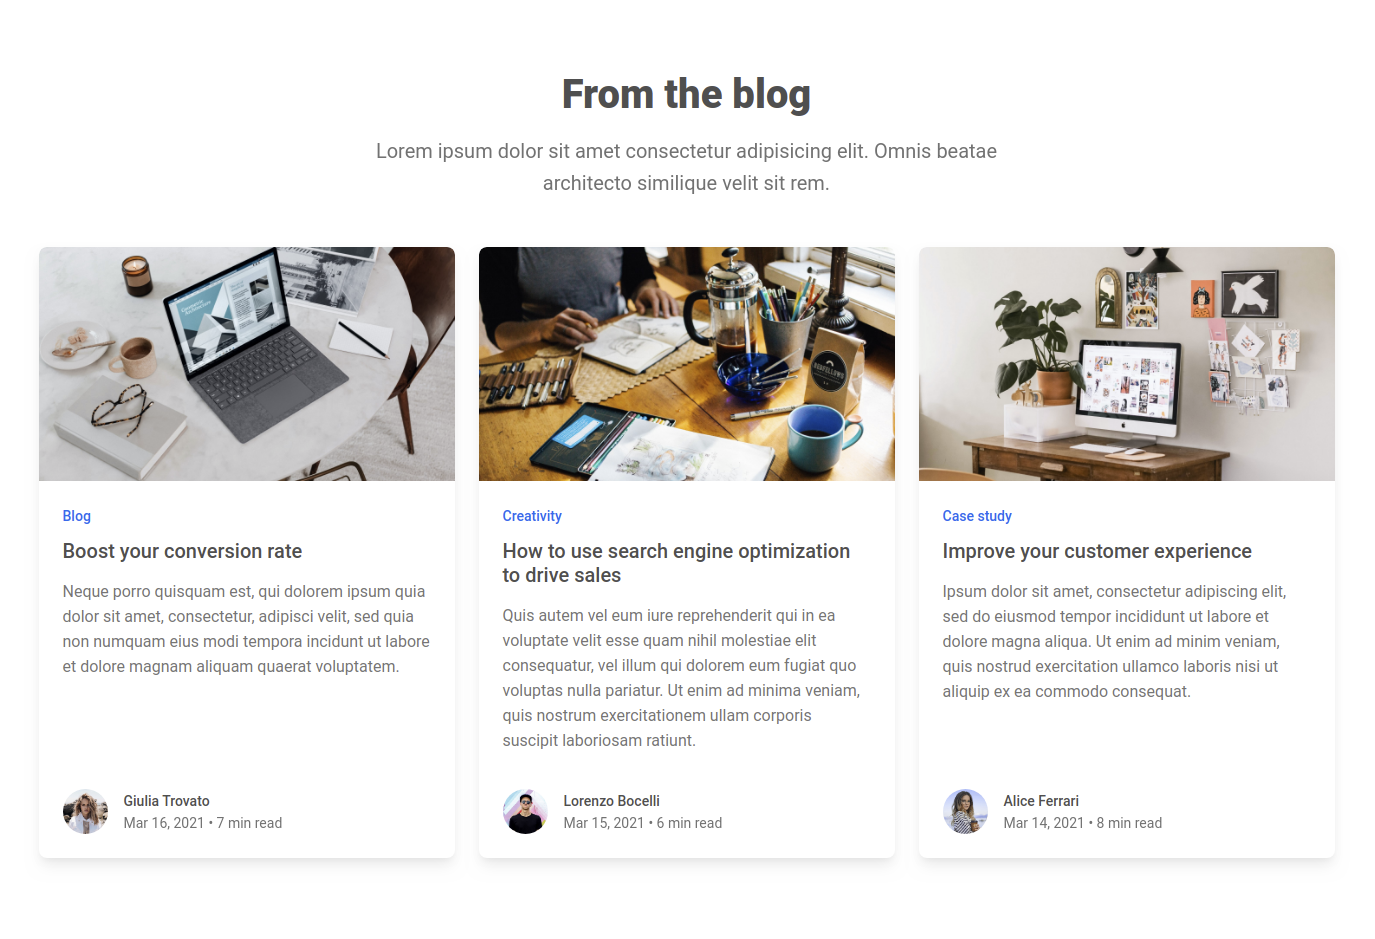 From the blog
Lorem ipsum dolor sit amet consectetur adipisicing elit. Omnis beatae
architecto similique velit sit rem.
Blog
Boost your conversion rate
Neque porro quisquam est, qui dolorem ipsum quia
dolor sit amet, consectetur, adipisci velit, sed quia
non numquam eius modi tempora incidunt ut labore
et dolore magnam aliquam quaerat voluptatem.
Giulia Trovato
Mar 16, 2021 • 7 min read
Creativity
How to use search engine optimization
to drive sales
Quis autem vel eum iure reprehenderit qui in ea
voluptate velit esse quam nihil molestiae elit
consequatur, vel illum qui dolorem eum fugiat quo
voluptas nulla pariatur. Ut enim ad minima veniam,
quis nostrum exercitationem ullam corporis
suscipit laboriosam ratiunt.
Lorenzo Bocelli
Mar 15, 2021 • 6 min read
Case study
Improve your customer experience
Ipsum dolor sit amet, consectetur adipiscing elit,
sed do eiusmod tempor incididunt ut labore et
dolore magna aliqua. Ut enim ad minim veniam,
quis nostrud exercitation ullamco laboris nisi ut
aliquip ex ea commodo consequat.
Alice Ferrari
Mar 14, 2021 • 8 min read